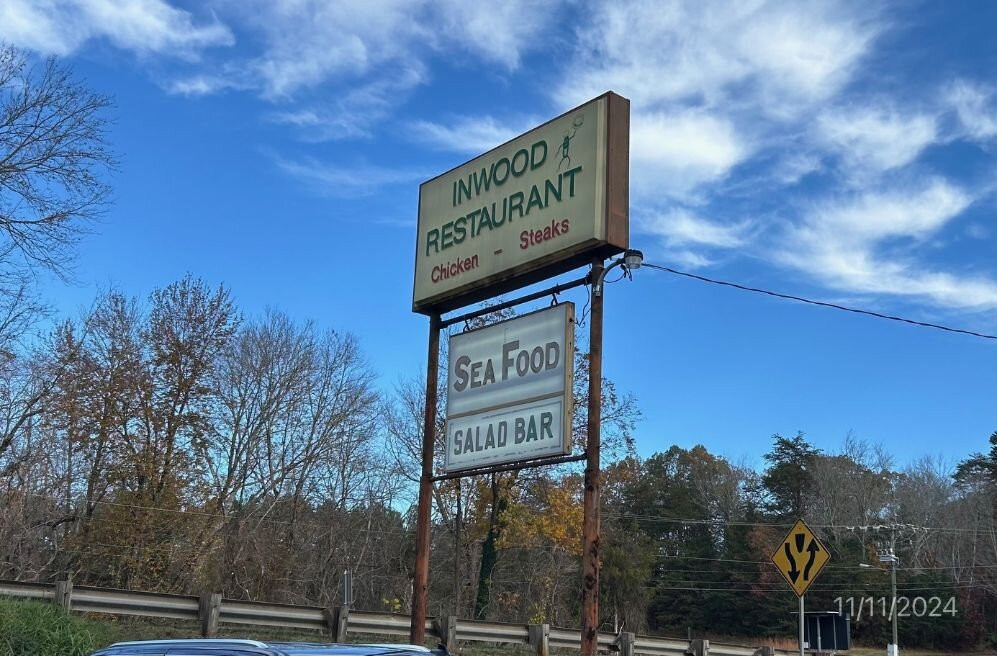 INWOOD
RESTAURANT
Chicken - Steaks
SEA FOOD
SALAD BAR
11/11/2024